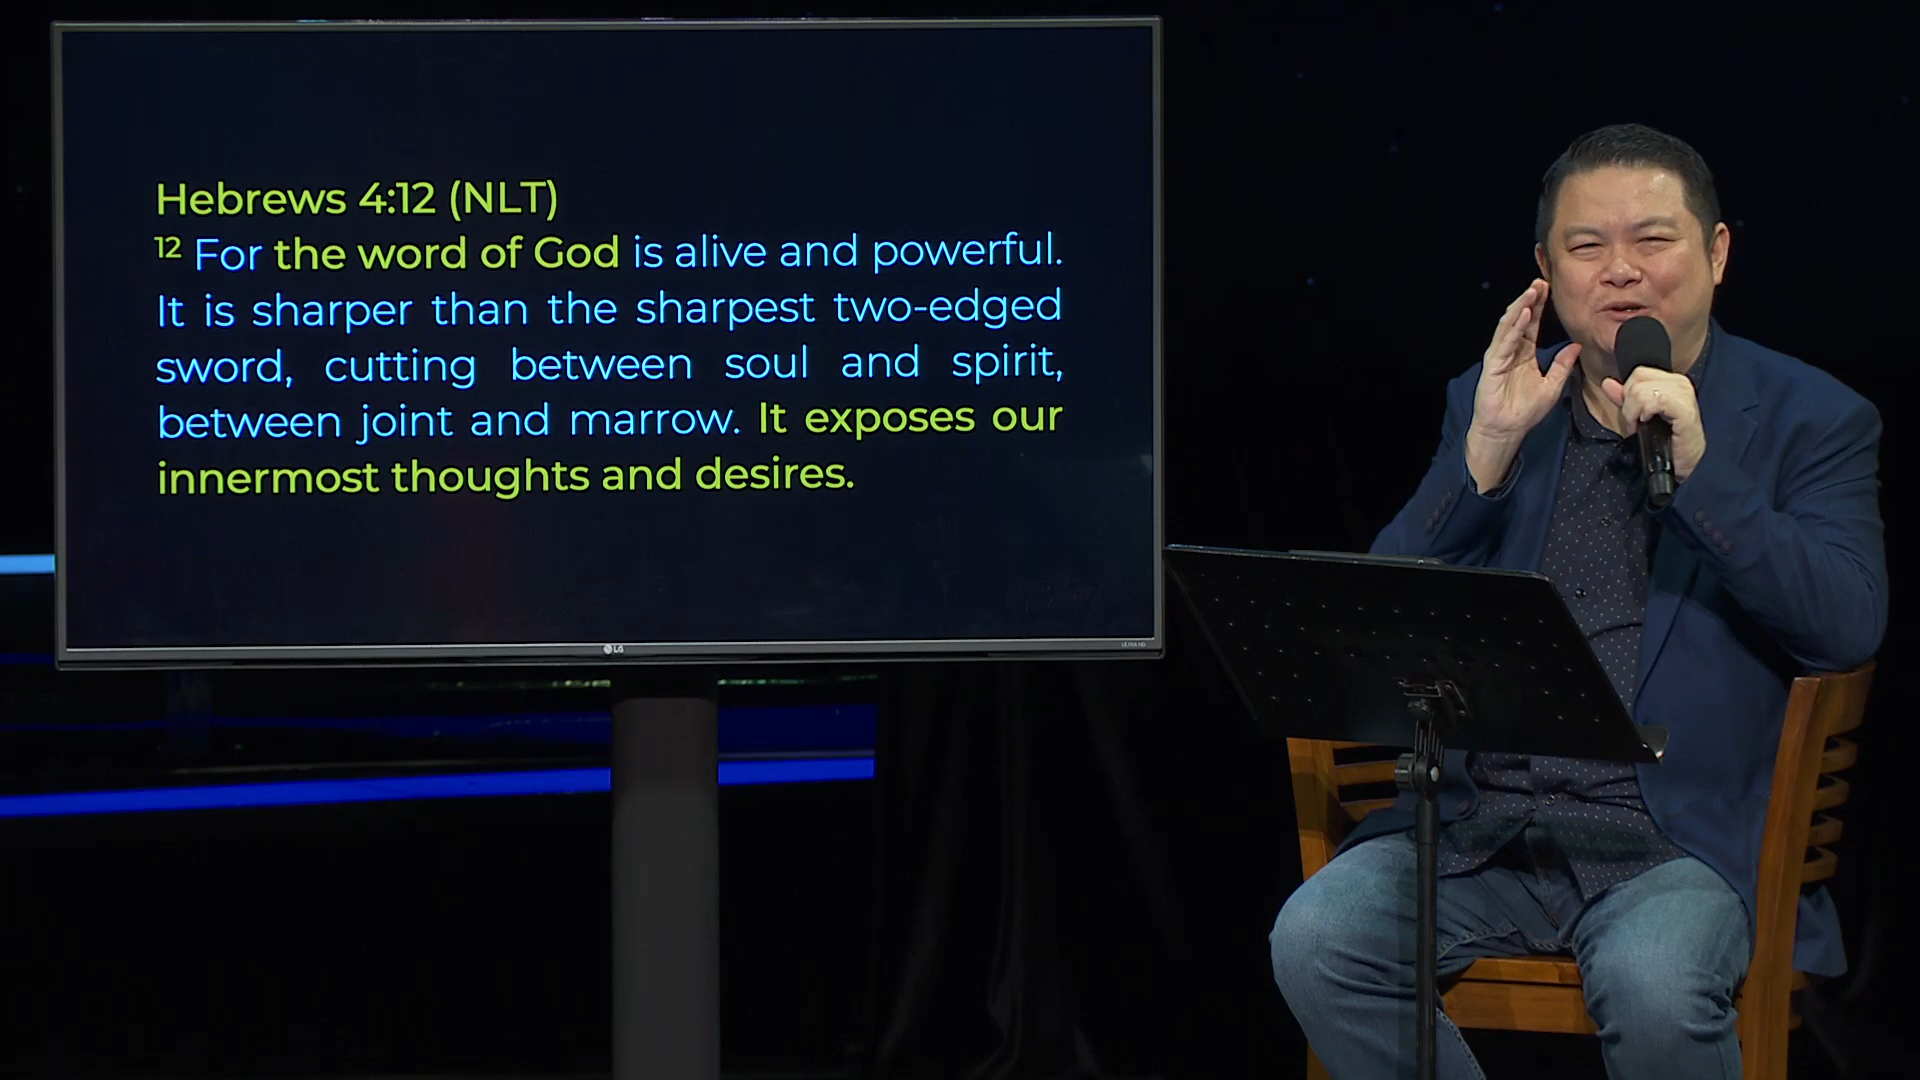 Hebrews 4:12 (NLT)
12 For the word of God is alive and powerful.
It is sharper than the sharpest two-edged
sword, cutting between soul and spirit,
between joint and marrow. It exposes our
innermost thoughts and desires.
LG
ULTRA HD